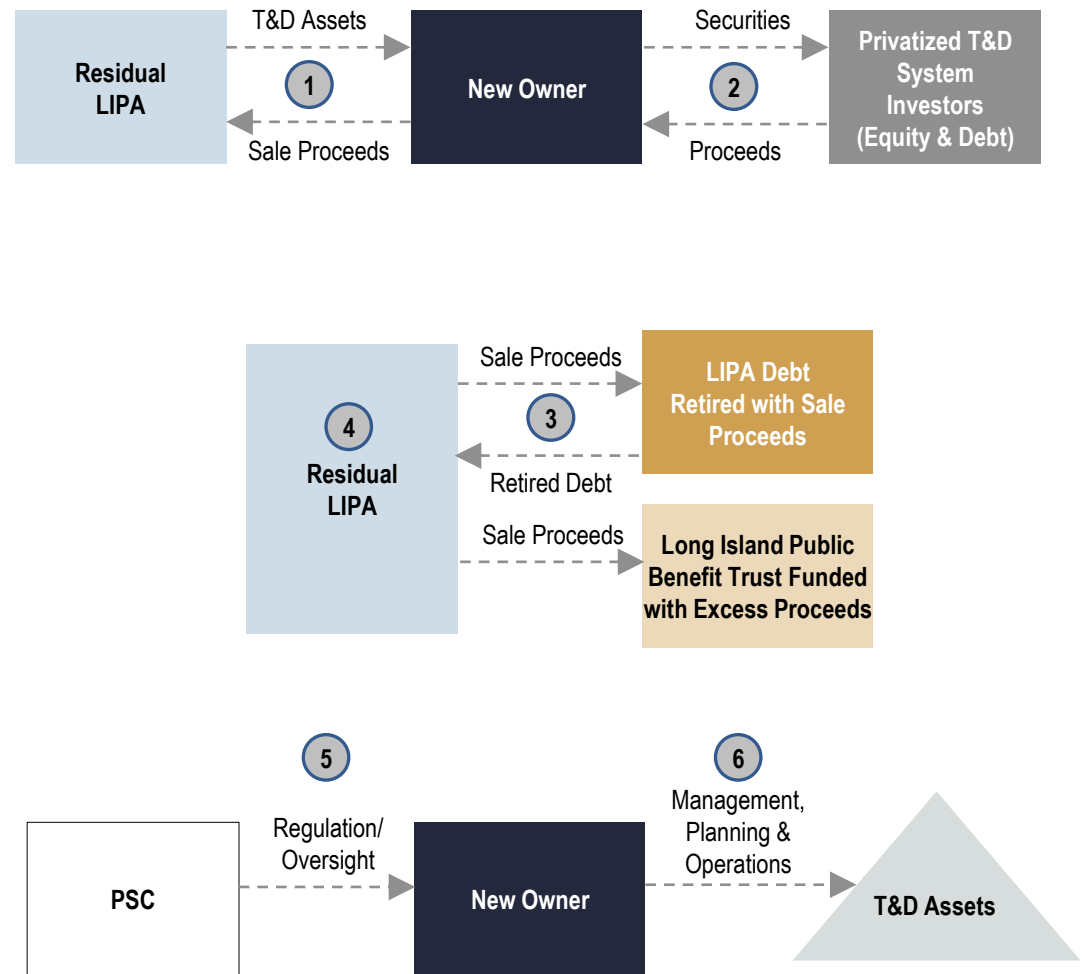 T&D Assets
Residual
LIPA
1
Sale Proceeds
New Owner
Securities
2
Proceeds
Privatized T&D
System
Investors
(Equity & Debt)
4
Residual
LIPA
Sale Proceeds
3
Retired Debt
LIPA Debt
Retired with Sale
Proceeds
Sale Proceeds
Long Island Public
Benefit Trust Funded
with Excess Proceeds
PSC
5
Regulation/
Oversight
New Owner
6
Management,
Planning &
Operations
T&D Assets